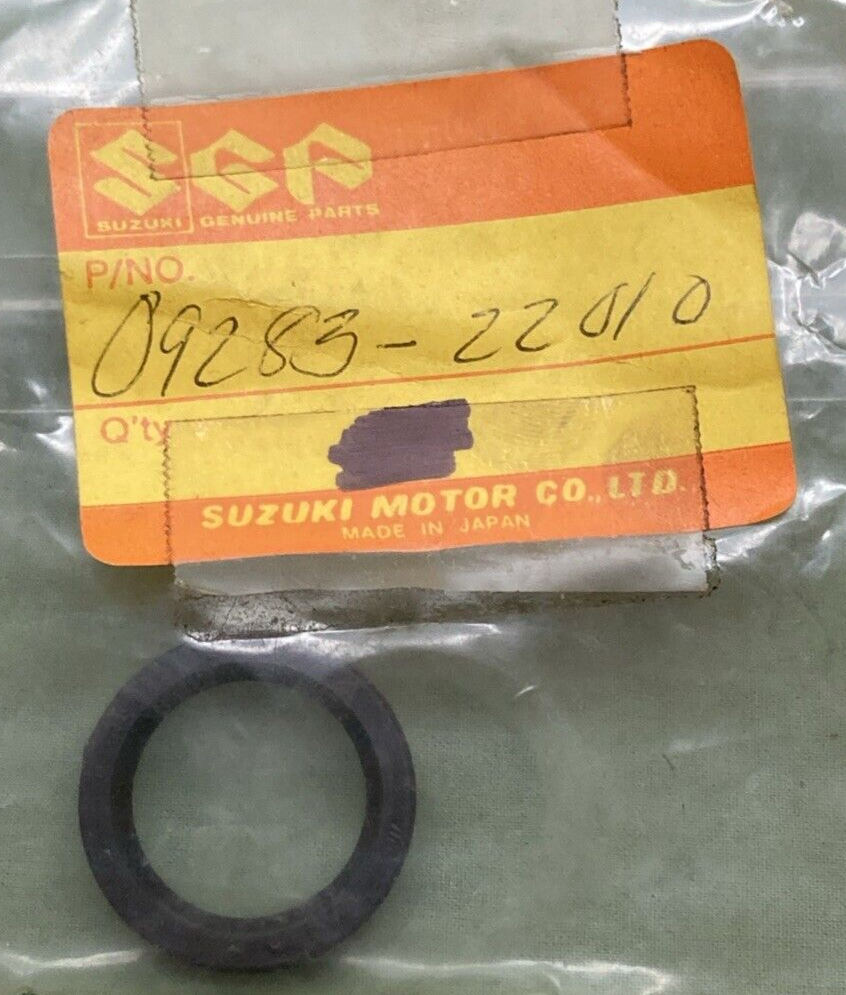 SGP
SUZUKI GENUINE PARTS
P/NO.
09283-22010
Q'ty
SUZUKI MOTOR CO., LTD.
MADE IN JAPAN